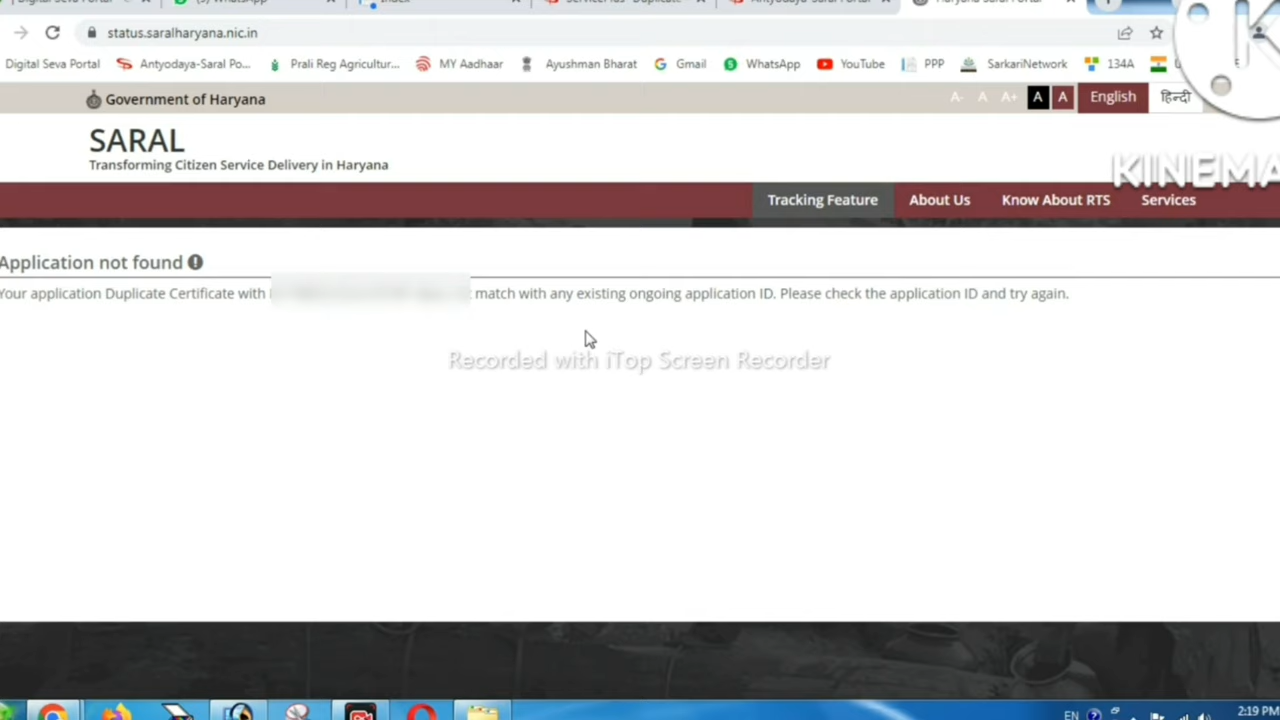 Index
status.saralharyana.nic.in
Digital Seva Portal Antyodaya-Saral Po... Prali Reg Agricultur... MY Aadhaar Ayushman Bharat Gmail WhatsApp YouTube PPP SarkariNetwork 134A
Government of Haryana A- A A+ A A English हिन्दी
SARAL
Transforming Citizen Service Delivery in Haryana
KINEMA
Tracking Feature About Us Know About RTS Services
Application not found
Your application Duplicate Certificate with match with any existing ongoing application ID. Please check the application ID and try again.
Recorded with iTop Screen Recorder
EN 2:19 PM